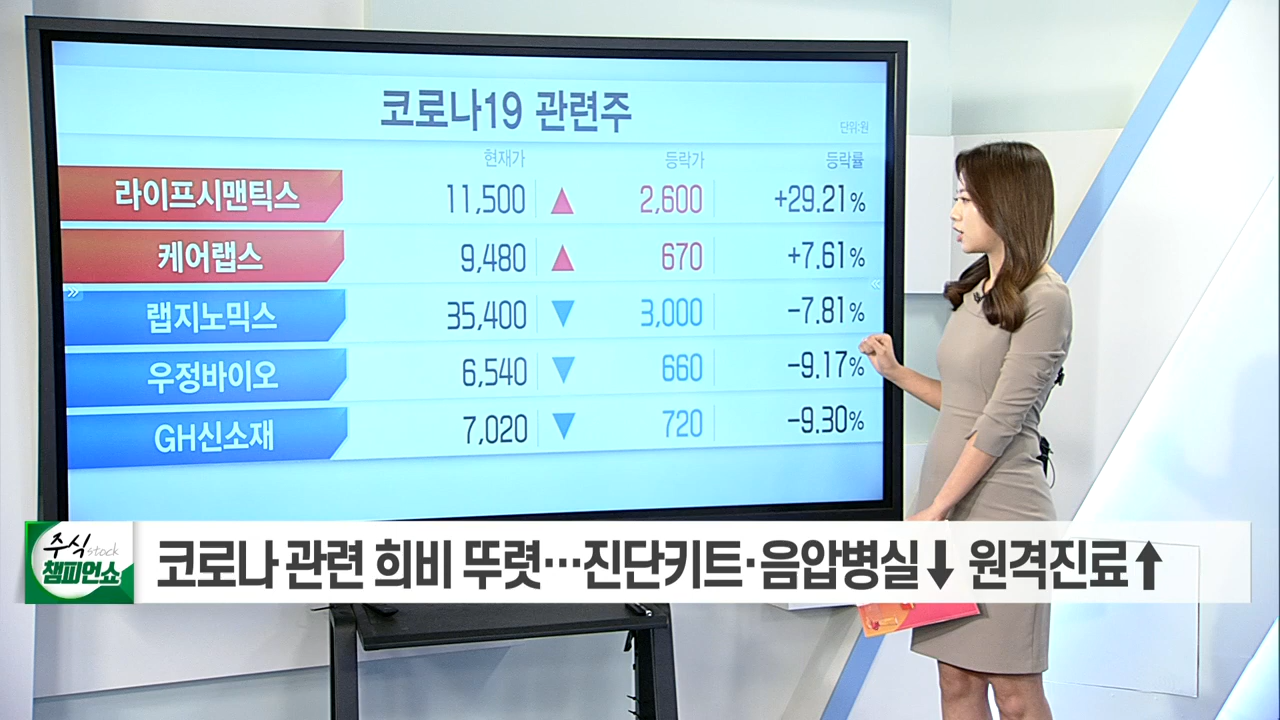 코로나19 관련주
단위:원
현재가 등락가 등락률
라이프시맨틱스 11,500 ▲ 2,600 +29.21%
케어랩스 9,480 ▲ 670 +7.61%
랩지노믹스 35,400 ▼ 3,000 -7.81%
우정바이오 6,540 ▼ 660 -9.17%
GH신소재 7,020 ▼ 720 -9.30%
주식 stock
챔피언쇼
코로나 관련 희비 뚜렷…진단키트·음압병실↓ 원격진료↑